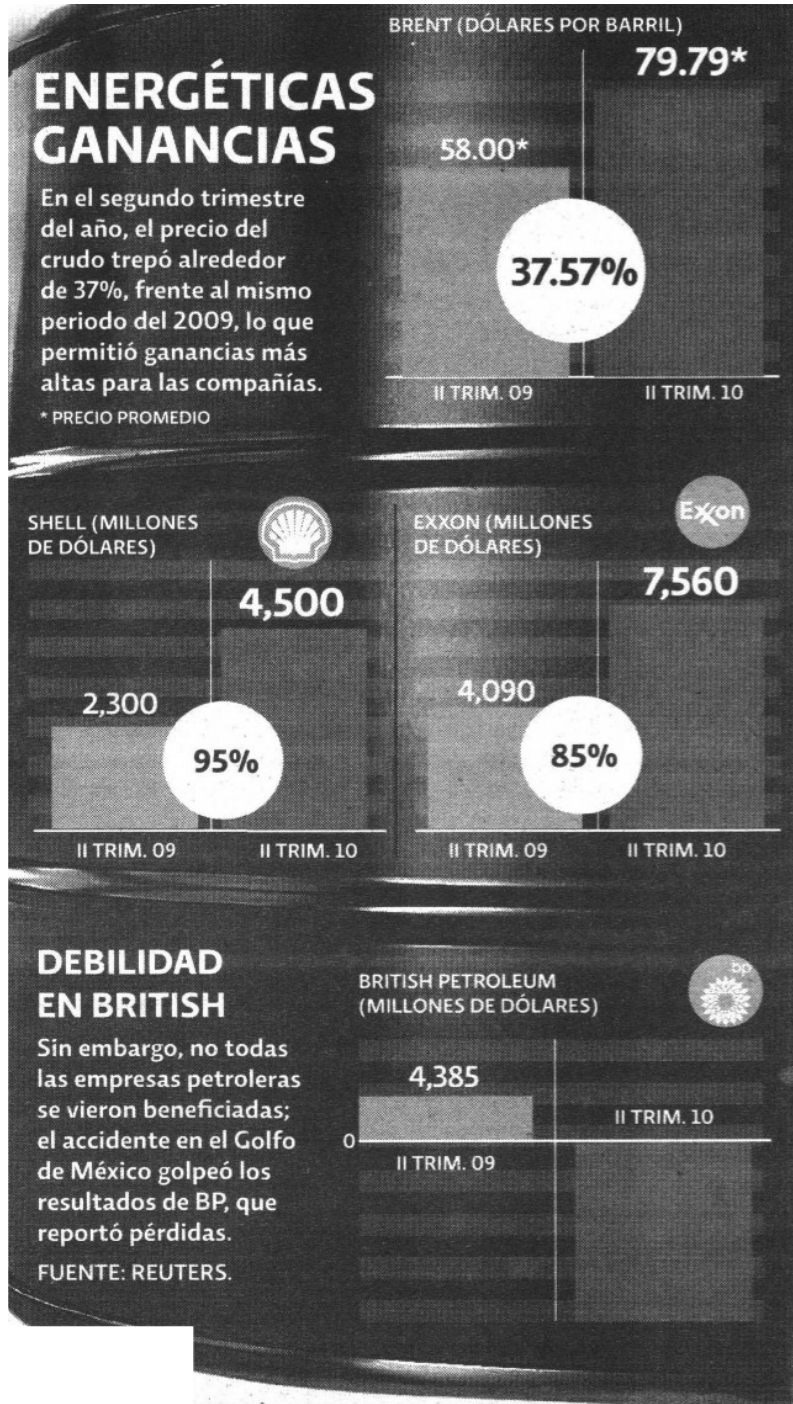 BRENT (DÓLARES POR BARRIL)
ENERGÉTICAS
GANANCIAS
En el segundo trimestre
del año, el precio del
crudo trepó alrededor
de 37%, frente al mismo
periodo del 2009, lo que
permitió ganancias más
altas para las compañías.
* PRECIO PROMEDIO
58.00*
79.79*
37.57%
II TRIM. 09
II TRIM. 10
SHELL (MILLONES
DE DÓLARES)
2,300
4,500
95%
II TRIM. 09
II TRIM. 10
EXXON (MILLONES
DE DÓLARES)
Exxon
4,090
7,560
85%
II TRIM. 09
II TRIM. 10
DEBILIDAD
EN BRITISH
Sin embargo, no todas
las empresas petroleras
se vieron beneficiadas;
el accidente en el Golfo
de México golpeó los
resultados de BP, que
reportó pérdidas.
FUENTE: REUTERS.
BRITISH PETROLEUM
(MILLONES DE DÓLARES)
bp
4,385
0
II TRIM. 09
II TRIM. 10